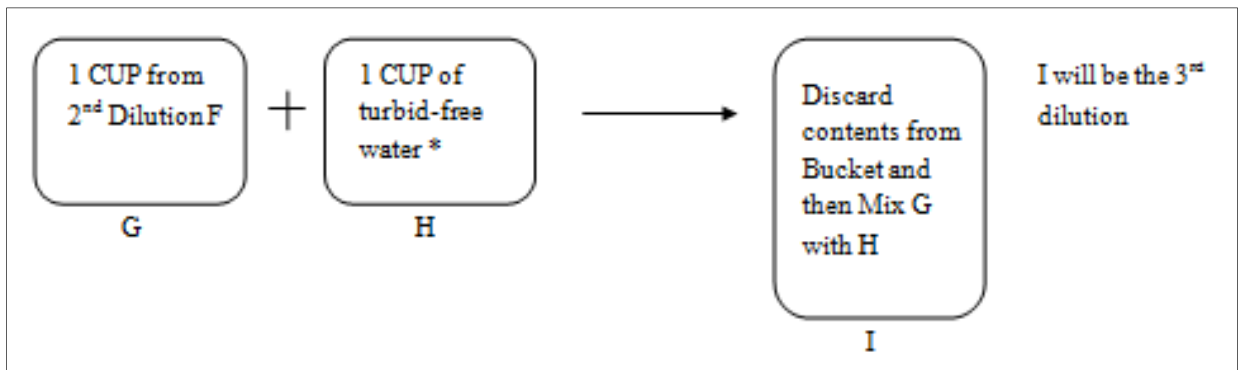 1 CUP from
2nd Dilution F
G
+
1 CUP of
turbid-free
water *
H
Discard
contents from
Bucket and
then Mix G
with H
I
I will be the 3rd
dilution